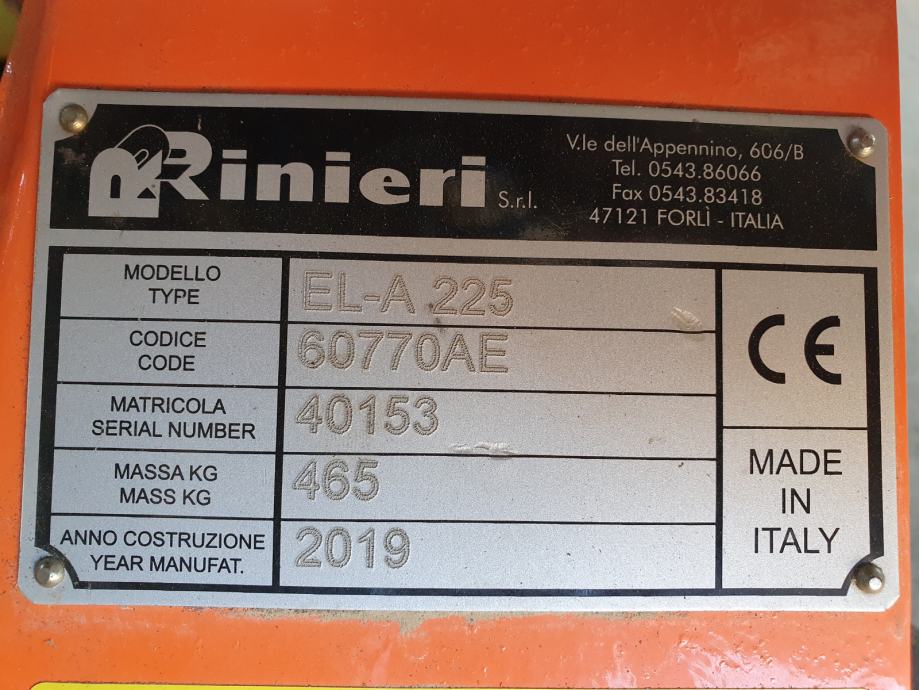 Rinieri S.r.l.
V.le dell'Appennino, 606/B
Tel. 0543.86066
Fax 0543.83418
47121 FORLÌ - ITALIA
MODELLO
TYPE
EL-A 225
CODICE
CODE
60770AE
MATRICOLA
SERIAL NUMBER
40153
MASSA KG
MASS KG
465
ANNO COSTRUZIONE
YEAR MANUFAT.
2019
CE
MADE
IN
ITALY